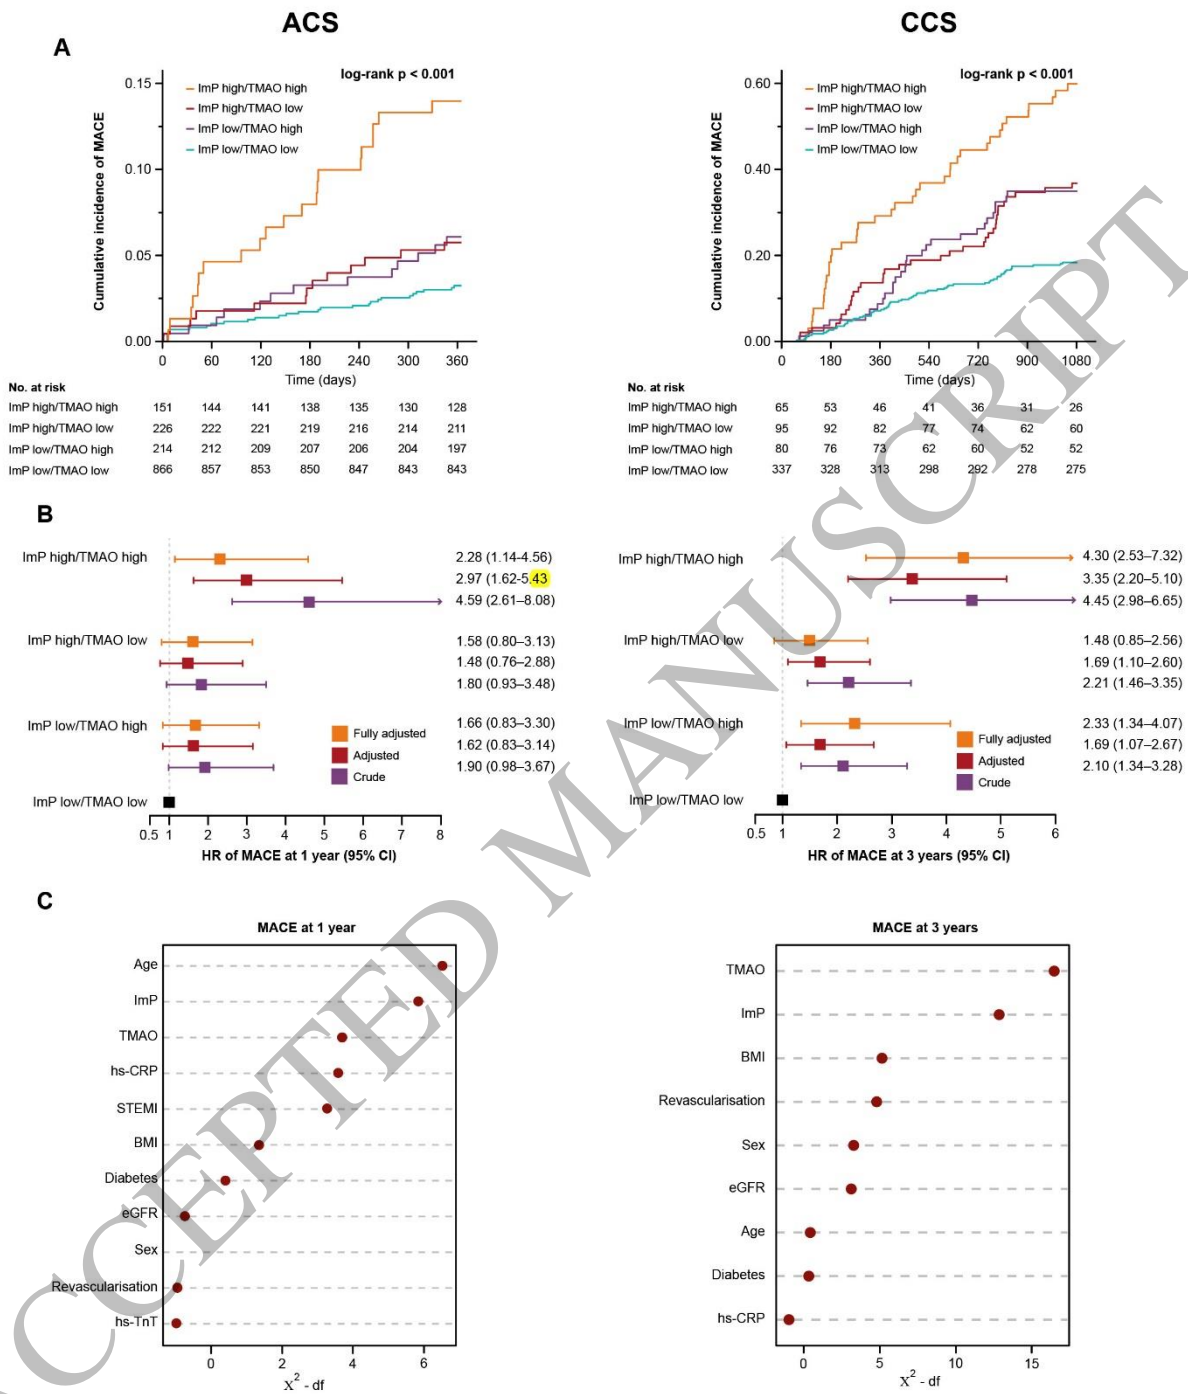 ACS
CCS
A
log-rank p < 0.001
ImP high/TMAO high
ImP high/TMAO low
ImP low/TMAO high
ImP low/TMAO low
Cumulative incidence of MACE
0.15
0.10
0.05
0.00
0 60 120 180 240 300 360
Time (days)
No. at risk
ImP high/TMAO high 151 144 141 138 135 130 128
ImP high/TMAO low 226 222 221 219 216 214 211
ImP low/TMAO high 214 212 209 207 206 204 197
ImP low/TMAO low 866 857 853 850 847 843 843
log-rank p < 0.001
ImP high/TMAO high
ImP high/TMAO low
ImP low/TMAO high
ImP low/TMAO low
Cumulative incidence of MACE
0.60
0.40
0.20
0.00
0 180 360 540 720 900 1080
Time (days)
No. at risk
ImP high/TMAO high 65 53 46 41 36 31 26
ImP high/TMAO low 95 92 82 77 74 62 60
ImP low/TMAO high 80 76 73 62 60 52 52
ImP low/TMAO low 337 328 313 298 292 278 275
B
ImP high/TMAO high 2.28 (1.14-4.56)
2.97 (1.62-5.43
4.59 (2.61–8.08)
ImP high/TMAO low 1.58 (0.80–3.13)
1.48 (0.76–2.88)
1.80 (0.93–3.48)
ImP low/TMAO high 1.66 (0.83–3.30)
1.62 (0.83–3.14)
1.90 (0.98–3.67)
Fully adjusted
Adjusted
Crude
ImP low/TMAO low
0.5 1 2 3 4 5 6 7 8
HR of MACE at 1 year (95% CI)
ImP high/TMAO high 4.30 (2.53–7.32)
3.35 (2.20–5.10)
4.45 (2.98–6.65)
ImP high/TMAO low 1.48 (0.85–2.56)
1.69 (1.10–2.60)
2.21 (1.46–3.35)
ImP low/TMAO high 2.33 (1.34–4.07)
1.69 (1.07–2.67)
2.10 (1.34–3.28)
Fully adjusted
Adjusted
Crude
ImP low/TMAO low
0.5 1 2 3 4 5 6
HR of MACE at 3 years (95% CI)
C
MACE at 1 year
Age
ImP
TMAO
hs-CRP
STEMI
BMI
Diabetes
eGFR
Sex
Revascularisation
hs-TnT
0 2 4 6
X² - df
MACE at 3 years
TMAO
ImP
BMI
Revascularisation
Sex
eGFR
Age
Diabetes
hs-CRP
0 5 10 15
X² - df
CCEPTED MANUSCRIPT